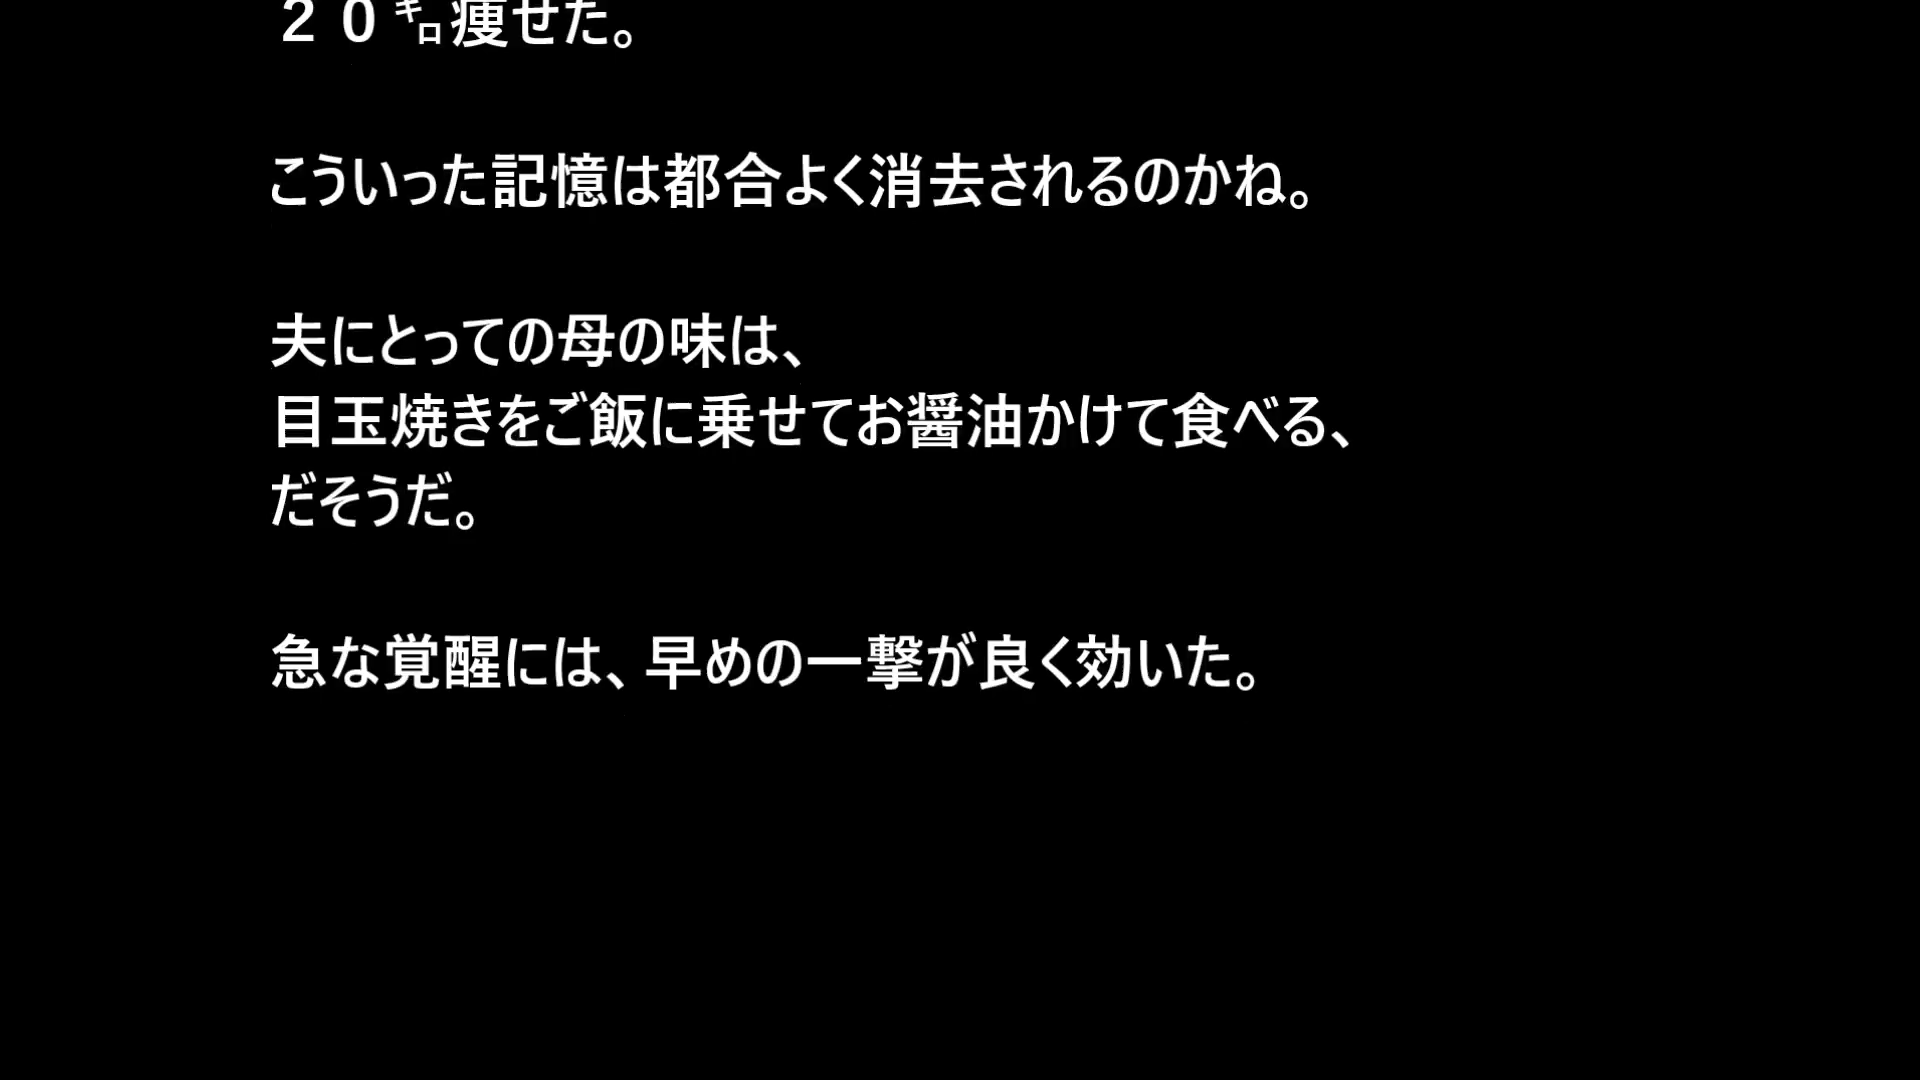 ２０㌔痩せた。
こういった記憶は都合よく消去されるのかね。
夫にとっての母の味は、
目玉焼きをご飯に乗せてお醤油かけて食べる、
だそうだ。
急な覚醒には、早めの一撃が良く効いた。